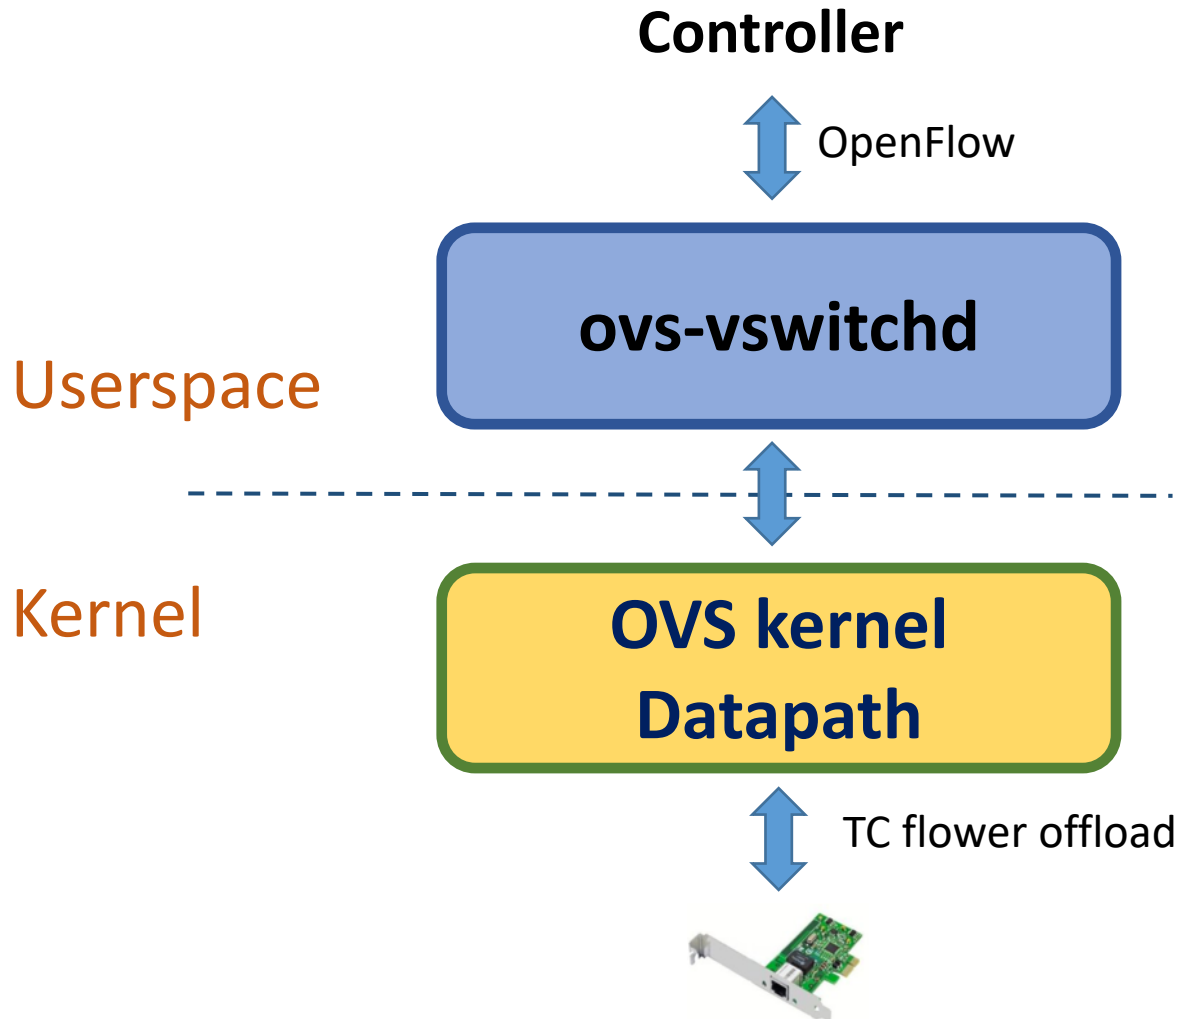 Controller
OpenFlow
ovs-vswitchd
Userspace
Kernel
OVS kernel
Datapath
TC flower offload